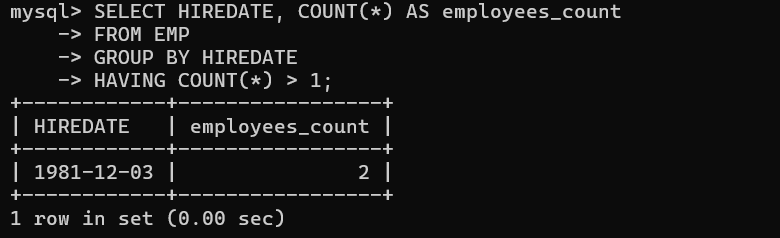 mysql> SELECT HIREDATE, COUNT(*) AS employees_count
    -> FROM EMP
    -> GROUP BY HIREDATE
    -> HAVING COUNT(*) > 1;
+------------+-----------------+
| HIREDATE   | employees_count |
+------------+-----------------+
| 1981-12-03 |               2 |
+------------+-----------------+
1 row in set (0.00 sec)